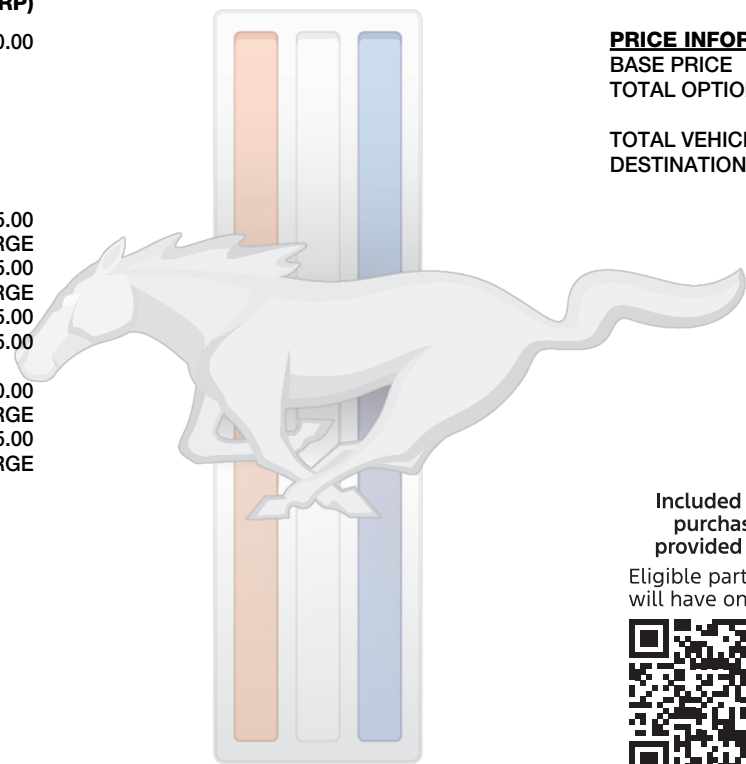 RP)
0.00
5.00
RGE
5.00
RGE
5.00
5.00
0.00
RGE
5.00
RGE
PRICE INFOR
BASE PRICE
TOTAL OPTIO
TOTAL VEHICL
DESTINATION
Included
purchas
provided
Eligible part
will have on